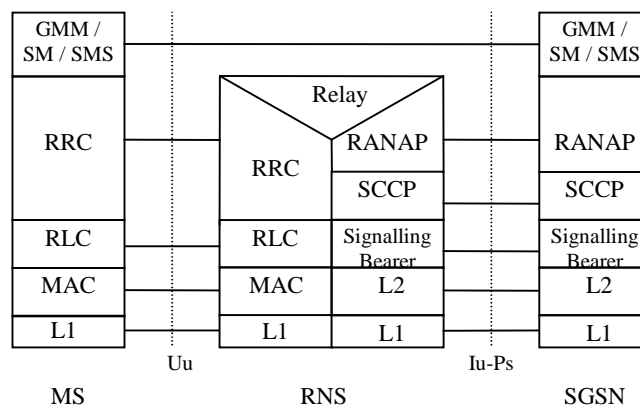 GMM /
SM / SMS
GMM /
SM / SMS
Relay
RRC
RRC
RANAP
RANAP
SCCP
SCCP
RLC
RLC
Signalling
Bearer
Signalling
Bearer
MAC
MAC
L2
L2
L1
L1
L1
L1
Uu
Iu-Ps
MS
RNS
SGSN